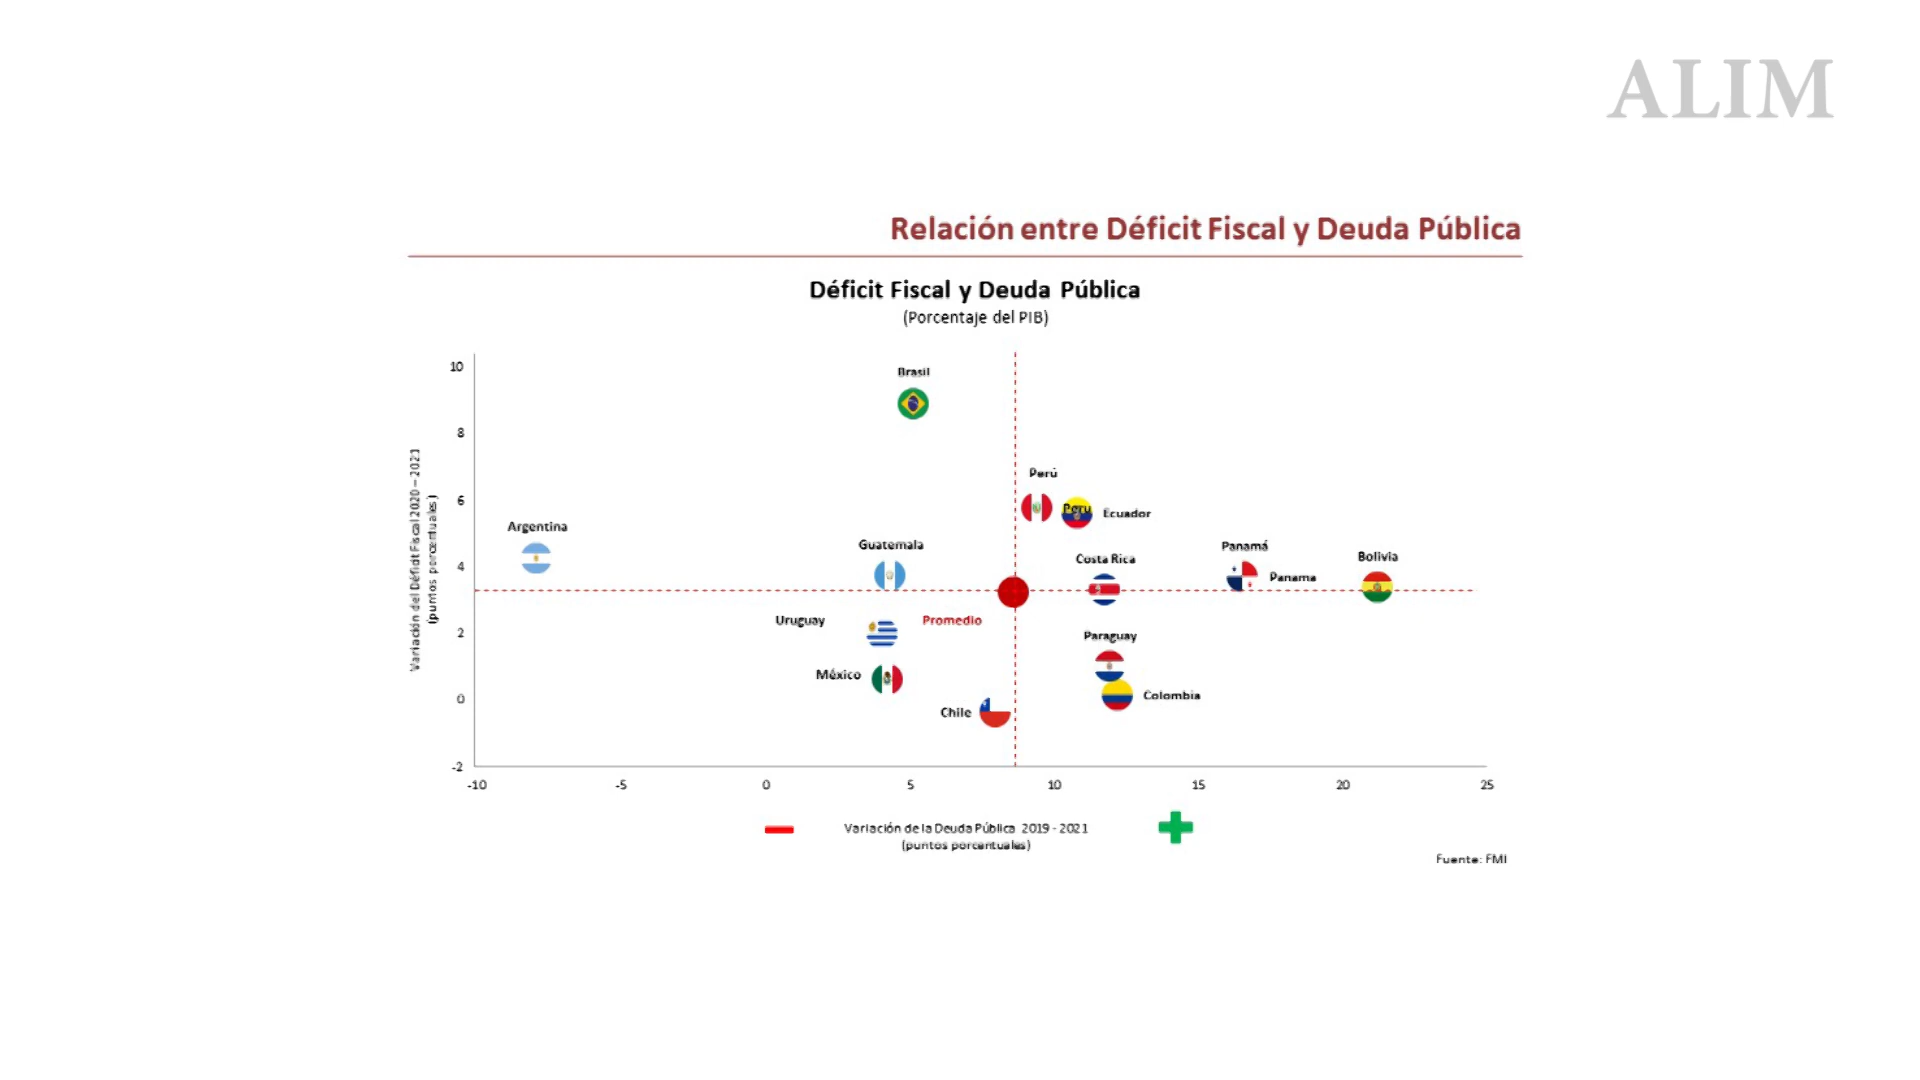 ALIM
Relación entre Déficit Fiscal y Deuda Pública
Déficit Fiscal y Deuda Pública
(Porcentaje del PIB)
Variación del Déficit Fiscal 2020 – 2021
(puntos porcentuales)
10
8
6
4
2
0
-2
Brasil
Perú
Peru
Ecuador
Argentina
Guatemala
Costa Rica
Panamá
Panama
Bolivia
Uruguay
Promedio
Paraguay
México
Colombia
Chile
-10 -5 0 5 10 15 20 25
Variación de la Deuda Pública 2019 - 2021
(puntos porcentuales)
Fuente: FMI